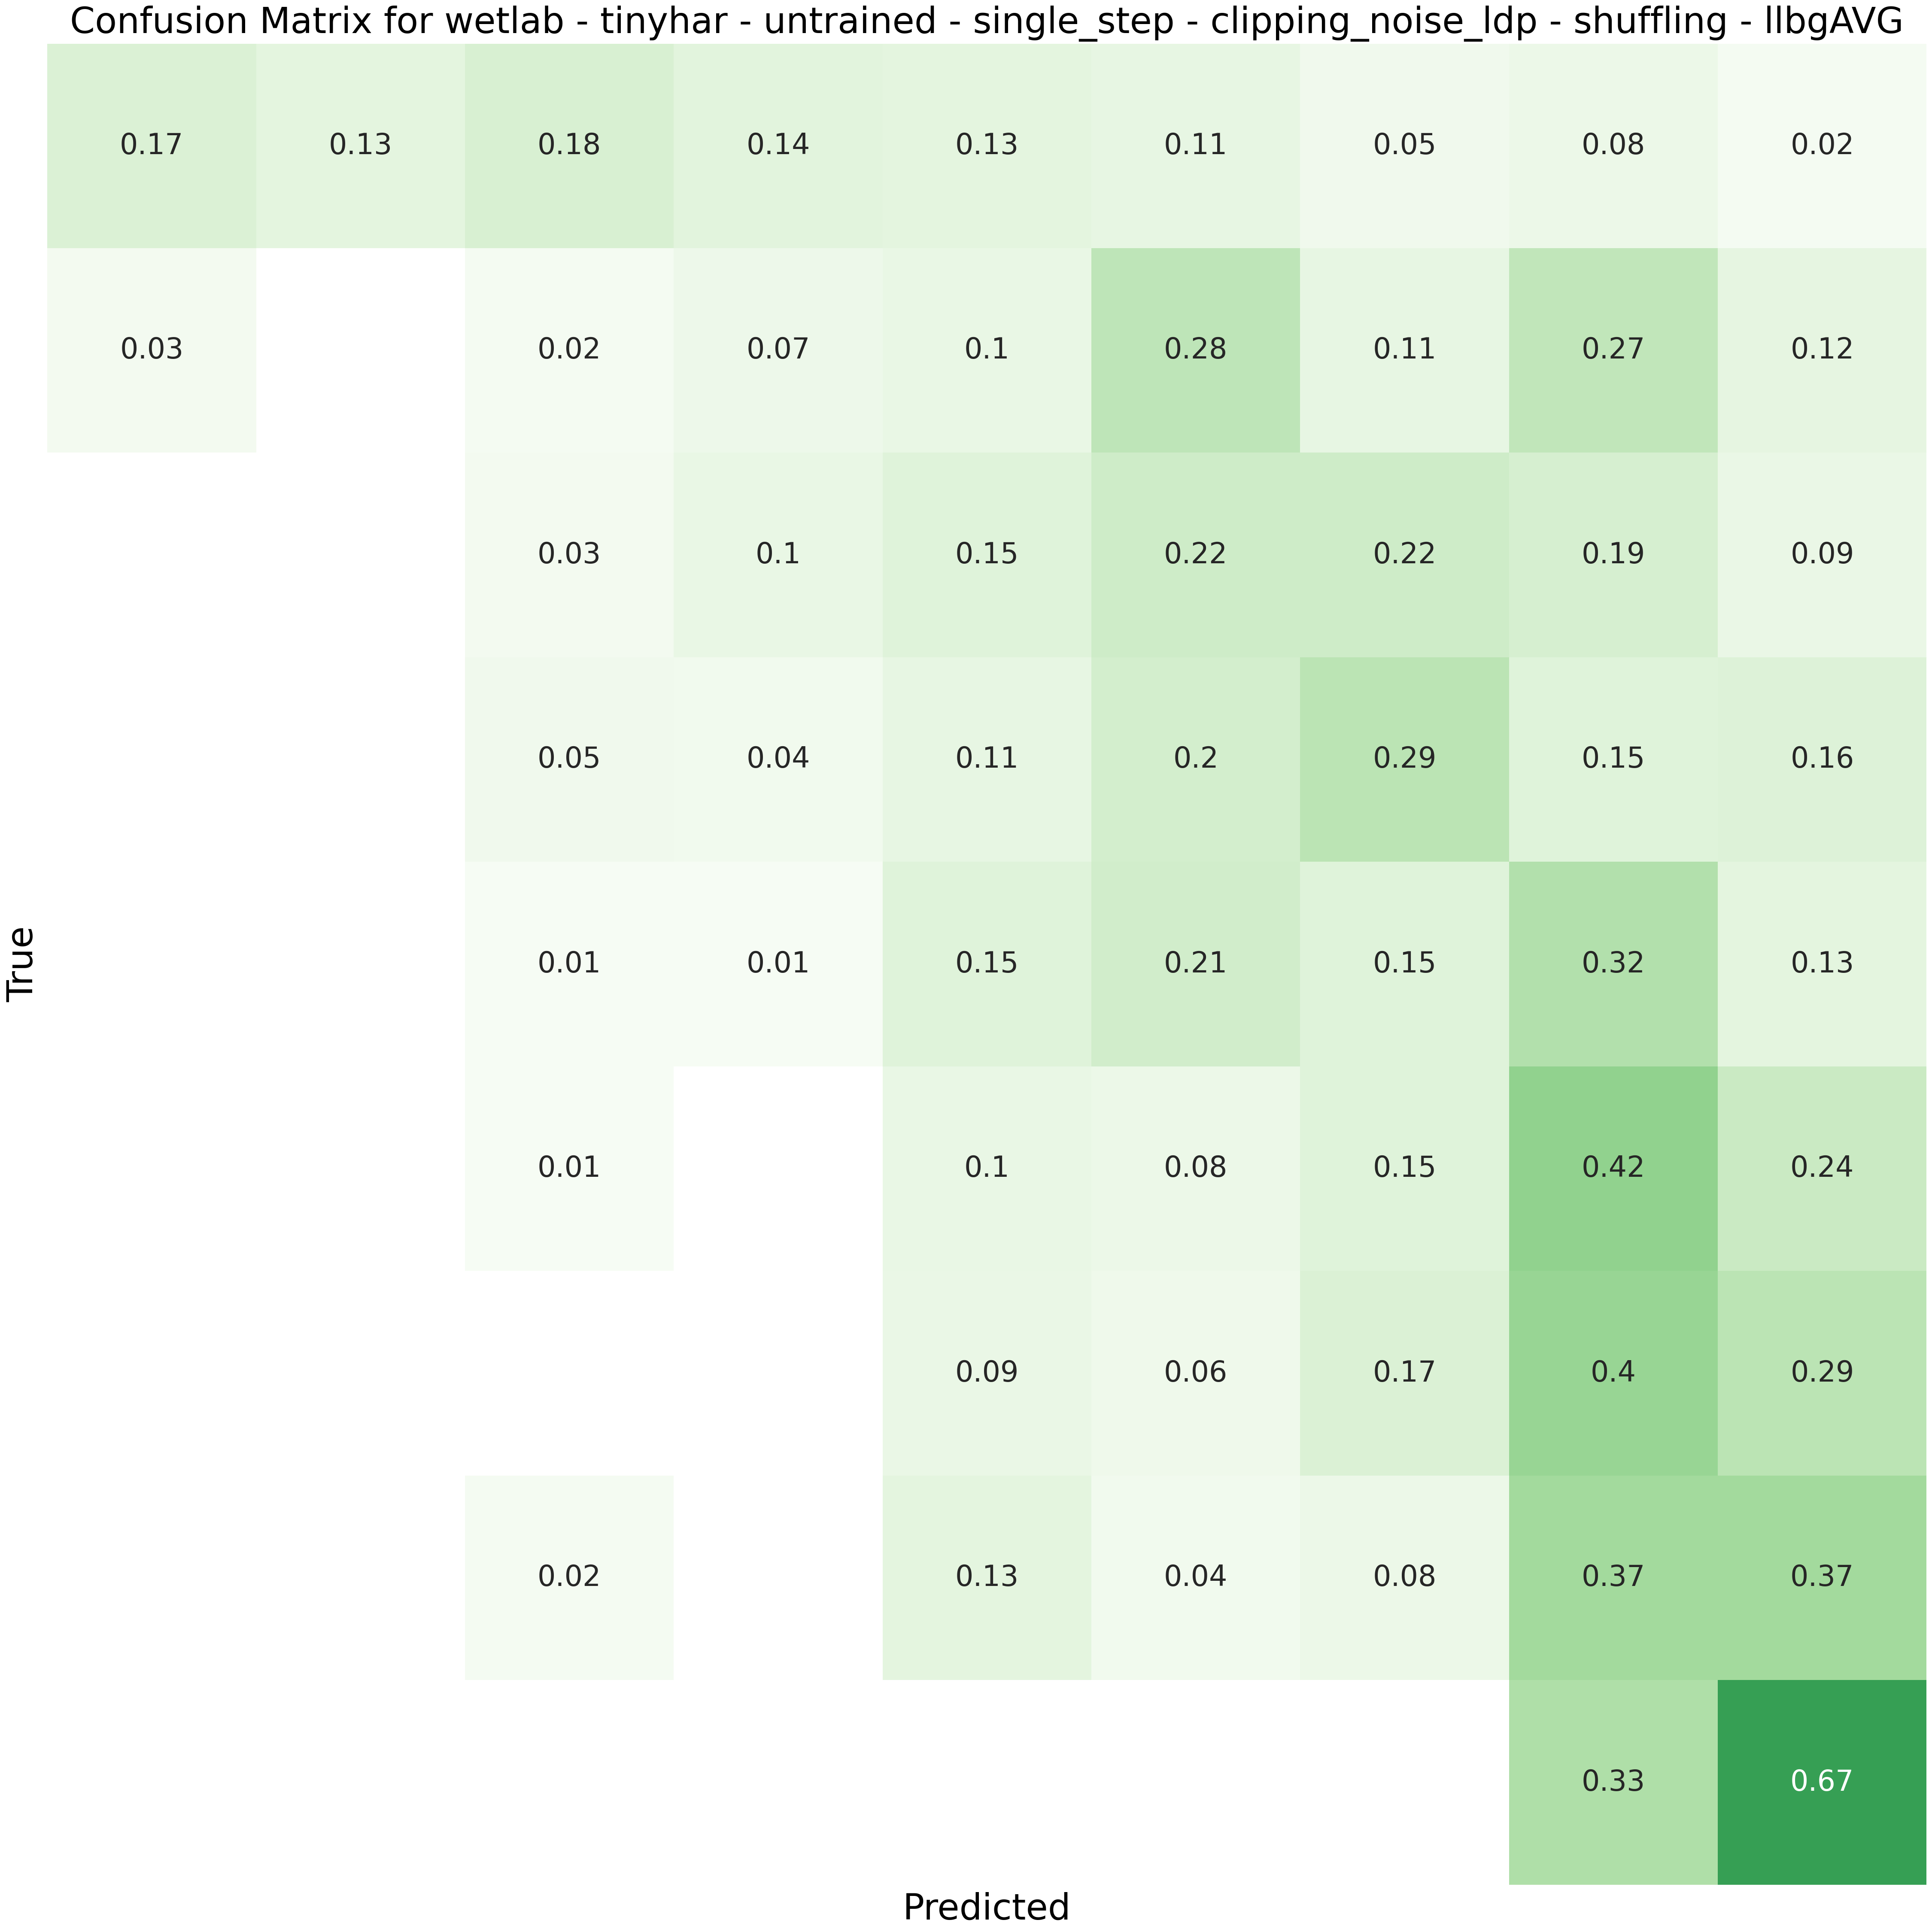 Confusion Matrix for wetlab - tinyhar - untrained - single_step - clipping_noise_ldp - shuffling - llbgAVG
0.17 0.13 0.18 0.14 0.13 0.11 0.05 0.08 0.02
0.03 0.02 0.07 0.1 0.28 0.11 0.27 0.12
0.03 0.1 0.15 0.22 0.22 0.19 0.09
0.05 0.04 0.11 0.2 0.29 0.15 0.16
0.01 0.01 0.15 0.21 0.15 0.32 0.13
0.01 0.1 0.08 0.15 0.42 0.24
0.09 0.06 0.17 0.4 0.29
0.02 0.13 0.04 0.08 0.37 0.37
0.33 0.67
True
Predicted